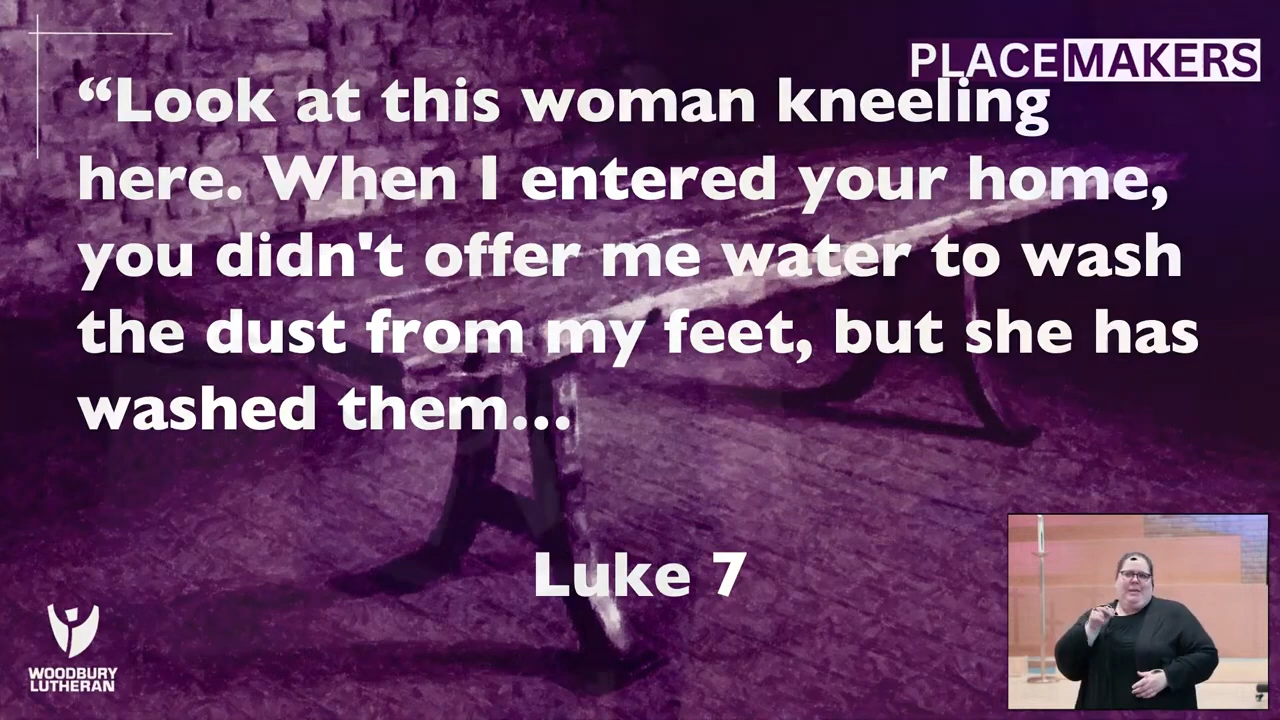 PLACEMAKERS
“Look at this woman kneeling
here. When I entered your home,
you didn't offer me water to wash
the dust from my feet, but she has
washed them...
Luke 7
WOODBURY
LUTHERAN